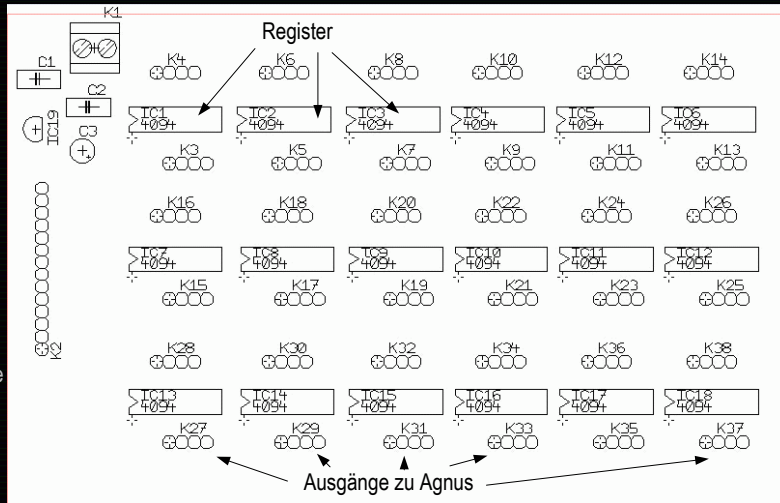 K1
Register
K4 K6 K8 K10 K12 K14
C1
C2
IC1 IC2 IC3 IC4 IC5 IC6
4094 4094 4094 4094 4094 4094
IC19
C3
K3 K5 K7 K9 K11 K13
K16 K18 K20 K22 K24 K26
IC7 IC8 IC9 IC10 IC11 IC12
4094 4094 4094 4094 4094 4094
K15 K17 K19 K21 K23 K25
K2
K28 K30 K32 K34 K36 K38
IC13 IC14 IC15 IC16 IC17 IC18
4094 4094 4094 4094 4094 4094
K27 K29 K31 K33 K35 K37
Ausgänge zu Agnus